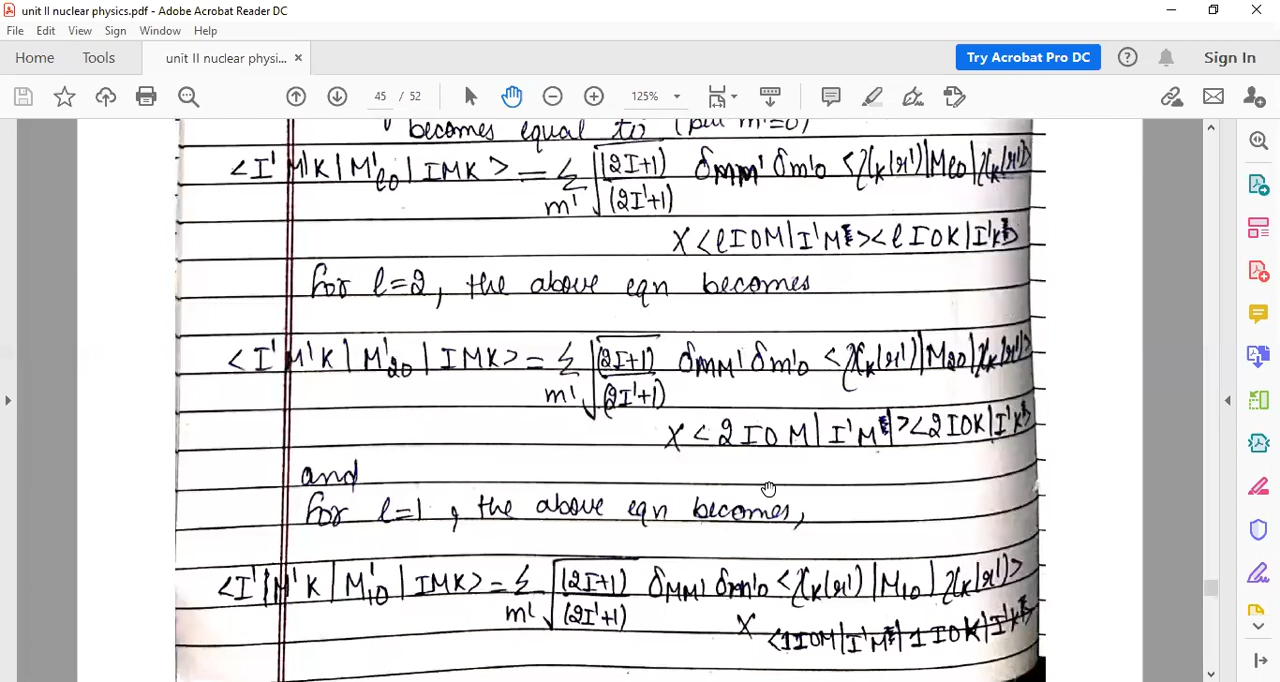 unit II nuclear physics.pdf - Adobe Acrobat Reader DC
File Edit View Sign Window Help
Home Tools unit II nuclear physi... × Try Acrobat Pro DC Sign In
45 / 52 125%
becomes equal to (put m'=0)
<I'M'K|M'ℓ0|IMK> = Σm' √(2I+1)/(2I'+1) δMM' δm'0 <χK(r')|Mℓ0|χK(r')>
X <ℓI0M|I'M><ℓI0K|I'K>
For ℓ=2, the above eqn becomes
<I'M'K|M'20|IMK> = Σm' √(2I+1)/(2I'+1) δMM' δm'0 <χK(r')|M20|χK(r')>
X <2I0M|I'M|><2I0K|I'K>
and
For ℓ=1, the above eqn becomes,
<I'M'K|M'10|IMK> = Σm' √(2I+1)/(2I'+1) δMM' δm'0 <χK(r')|M10|χK(r')>
X <1I0M|I'M|1I0K|I'K>